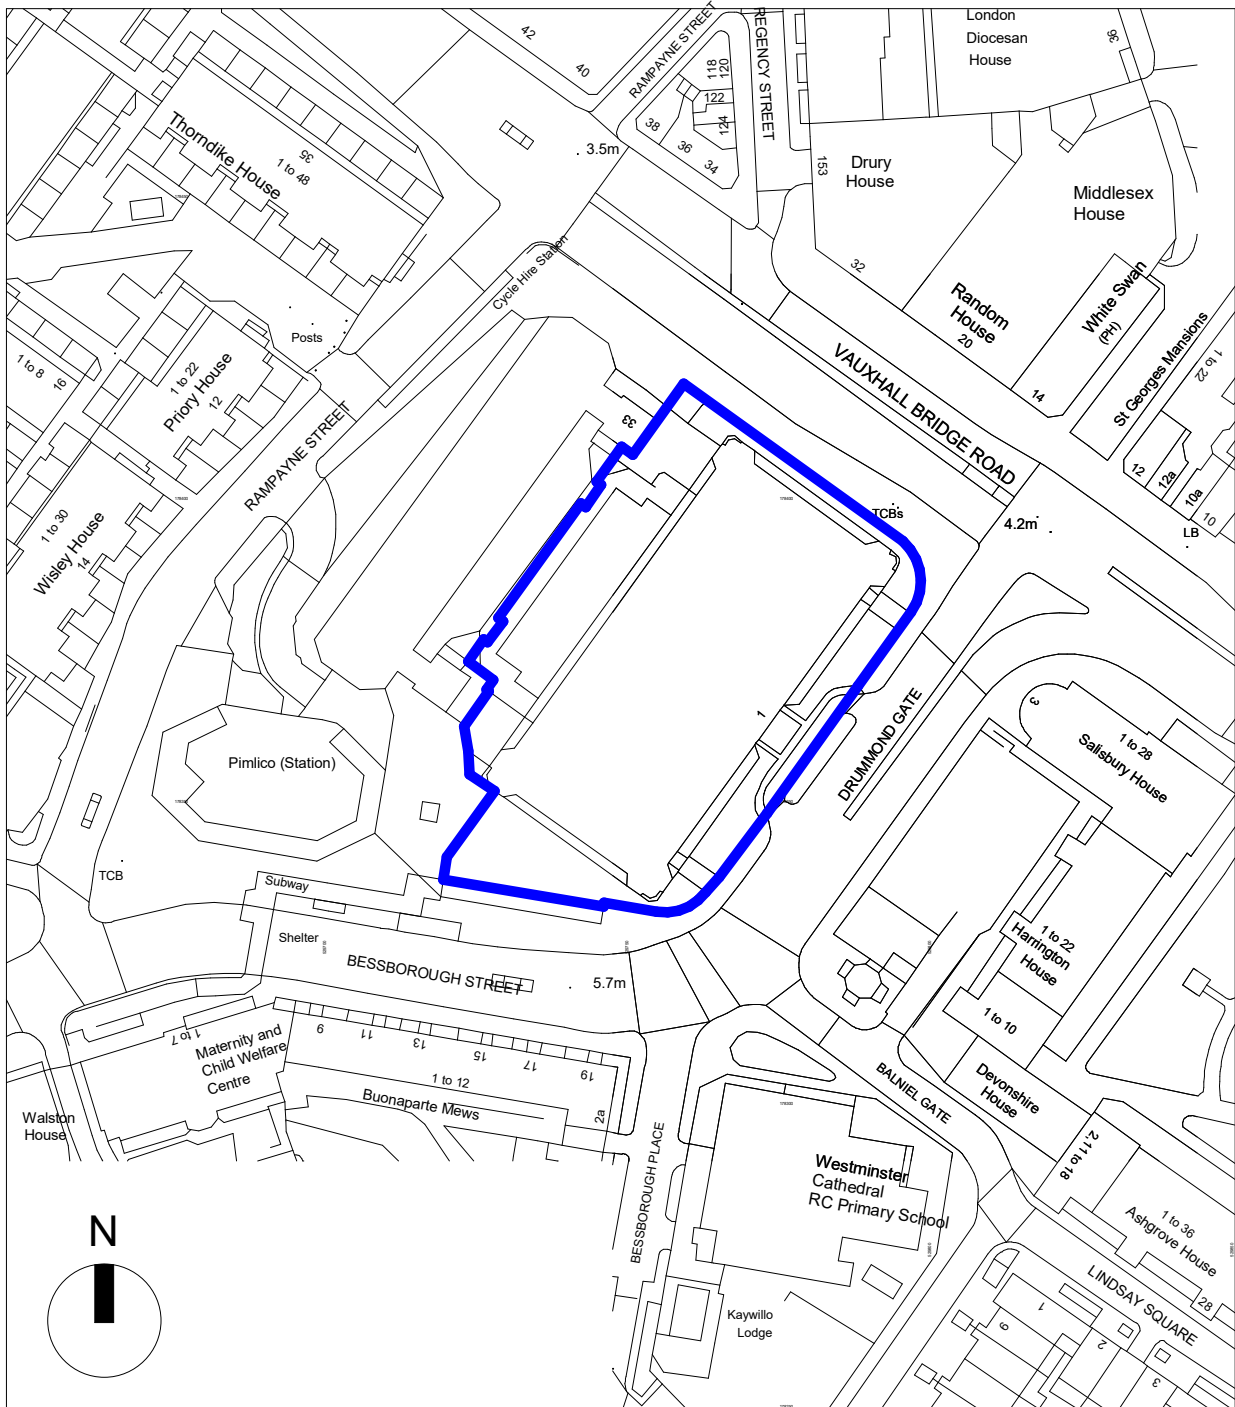 42
40
RAMPAYNE STREET
REGENCY STREET
118
120
122
124
38
36
34
London
Diocesan
House
36
Thorndike House
1 to 48
35
3.5m
153
Drury
House
Middlesex
House
32
Cycle Hire Station
Random
House
20
White Swan
(PH)
St Georges Mansions
1 to 22
14
VAUXHALL BRIDGE ROAD
Posts
1 to 8
16
1 to 22
Priory House
12
RAMPAYNE STREET
33
12
12a
10a
10
LB
TCBs
4.2m
1 to 30
Wisley House
14
1
DRUMMOND GATE
3
1 to 28
Salisbury House
Pimlico (Station)
TCB
Subway
Shelter
BESSBOROUGH STREET
5.7m
1 to 22
Harrington
House
1 to 10
1 to 7
Maternity and
Child Welfare
Centre
9
11
13
15
17
19
1 to 12
Buonaparte Mews
2a
BALNIEL GATE
Devonshire
House
Walston
House
BESSBOROUGH PLACE
Westminster
Cathedral
RC Primary School
2,11 to 18
1 to 36
Ashgrove House
28
LINDSAY SQUARE
N
Kaywillo
Lodge
1
2
3